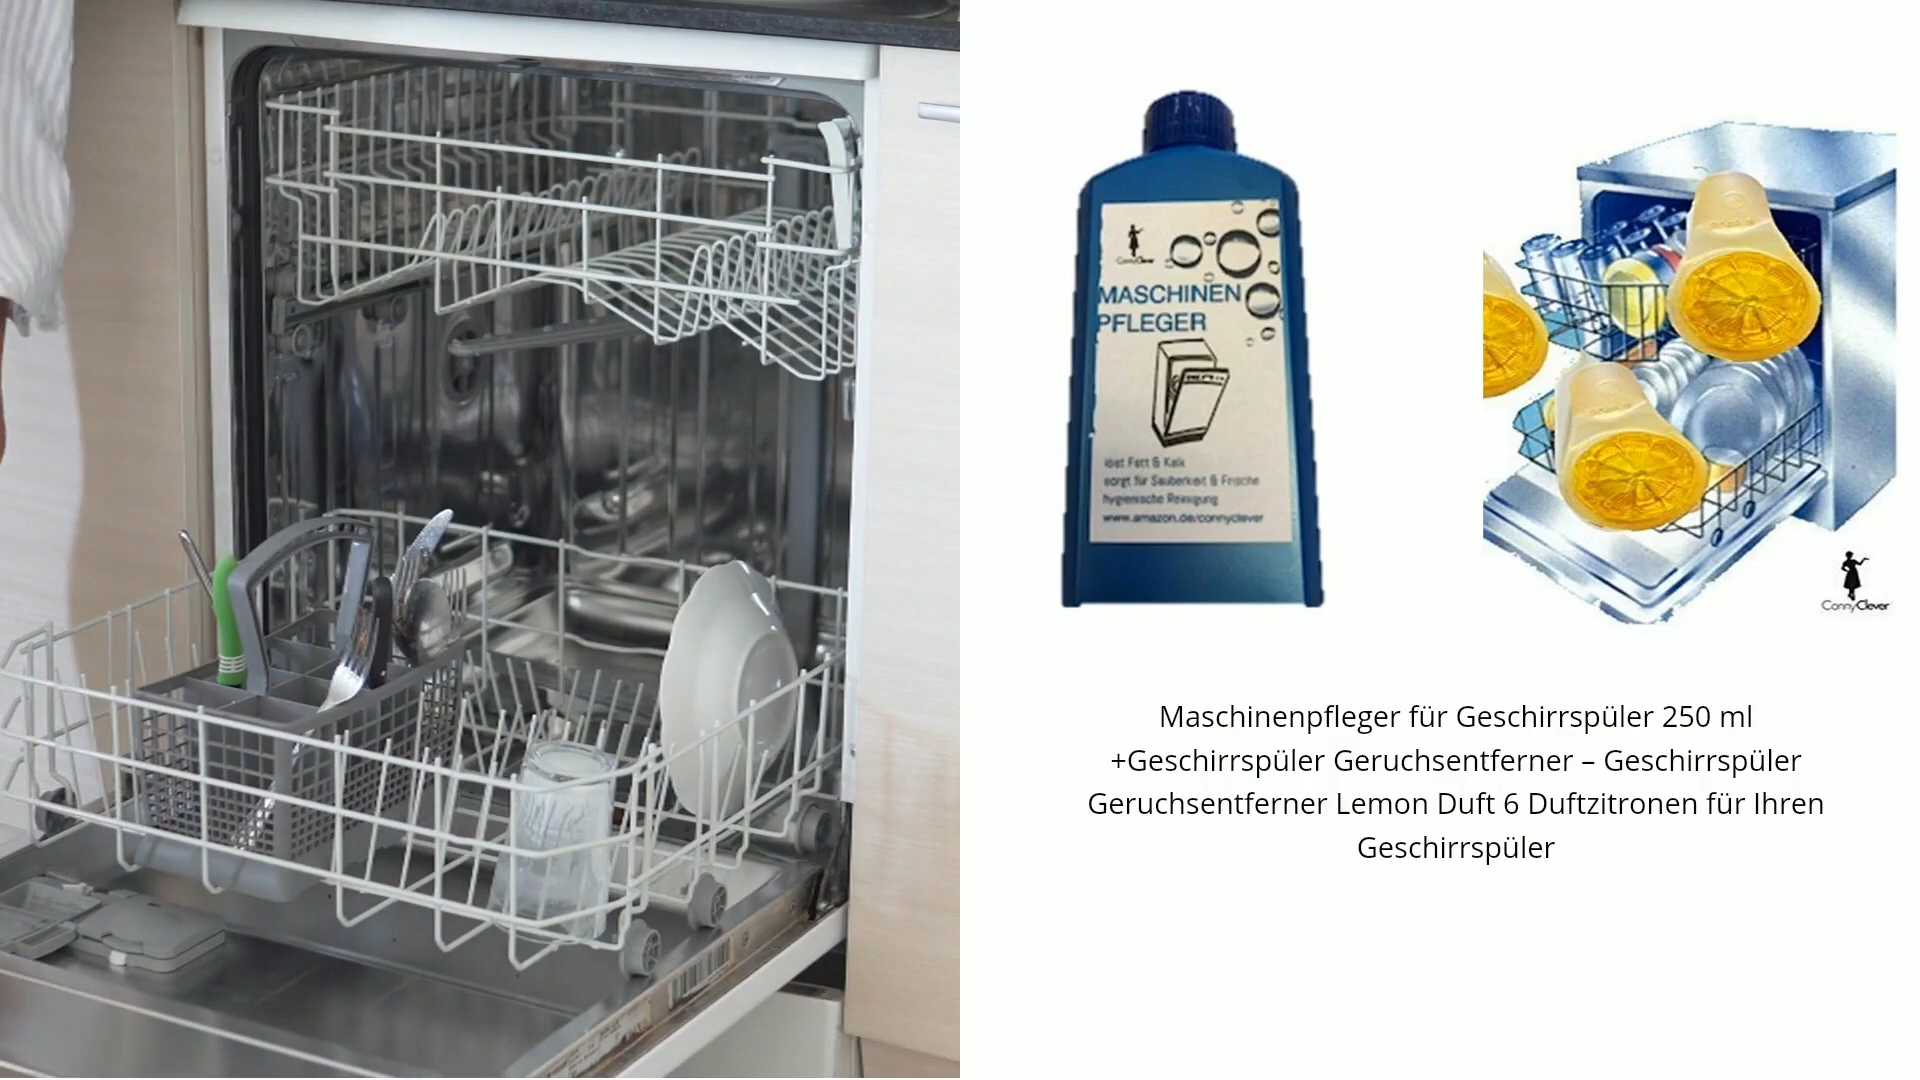 ConnyClever
MASCHINEN
PFLEGER
löst Fett & Kalk
sorgt für Sauberkeit & Frische
hygienische Reinigung
www.amazon.de/connyclever
ConnyClever
Maschinenpfleger für Geschirrspüler 250 ml
+Geschirrspüler Geruchsentferner – Geschirrspüler
Geruchsentferner Lemon Duft 6 Duftzitronen für Ihren
Geschirrspüler